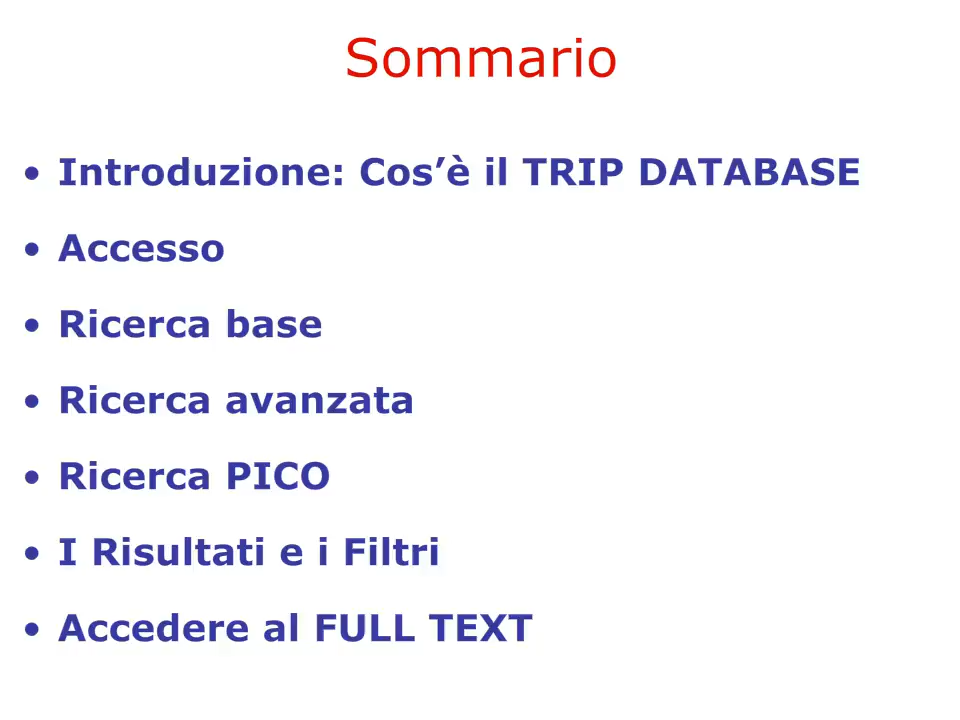 Sommario
• Introduzione: Cos’è il TRIP DATABASE
• Accesso
• Ricerca base
• Ricerca avanzata
• Ricerca PICO
• I Risultati e i Filtri
• Accedere al FULL TEXT